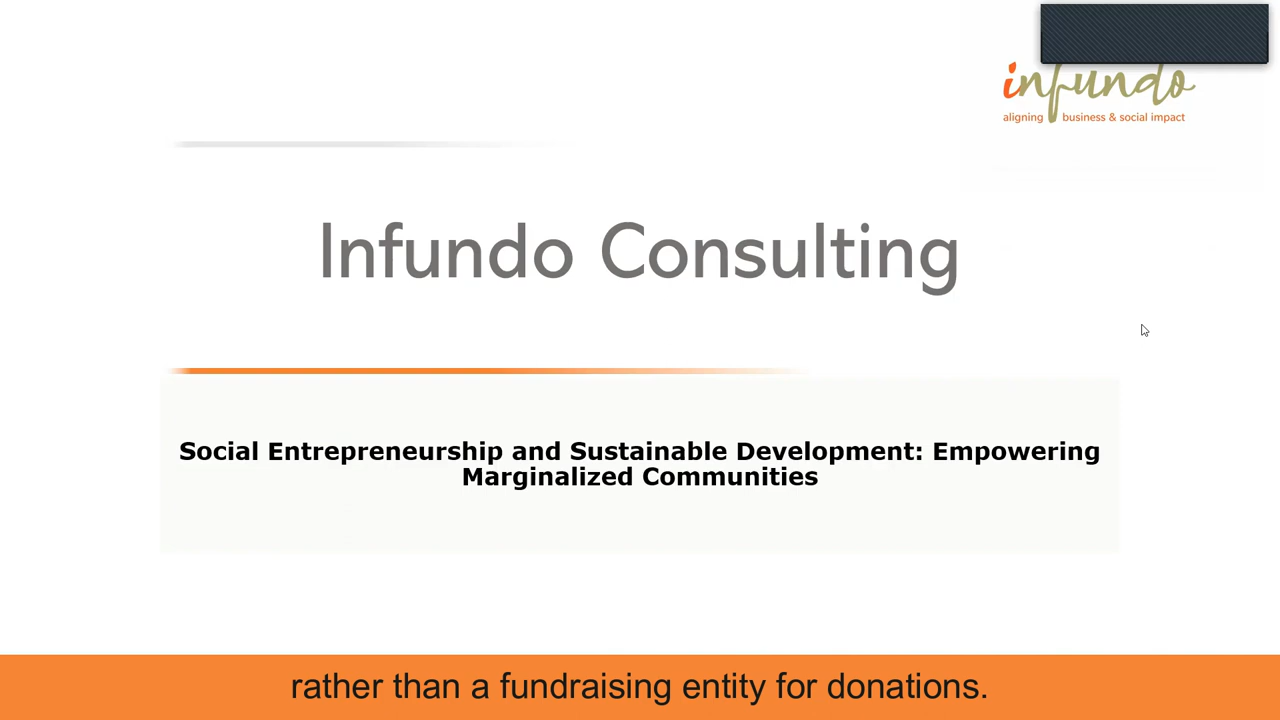 infundo
aligning business & social impact
Infundo Consulting
Social Entrepreneurship and Sustainable Development: Empowering
Marginalized Communities
rather than a fundraising entity for donations.